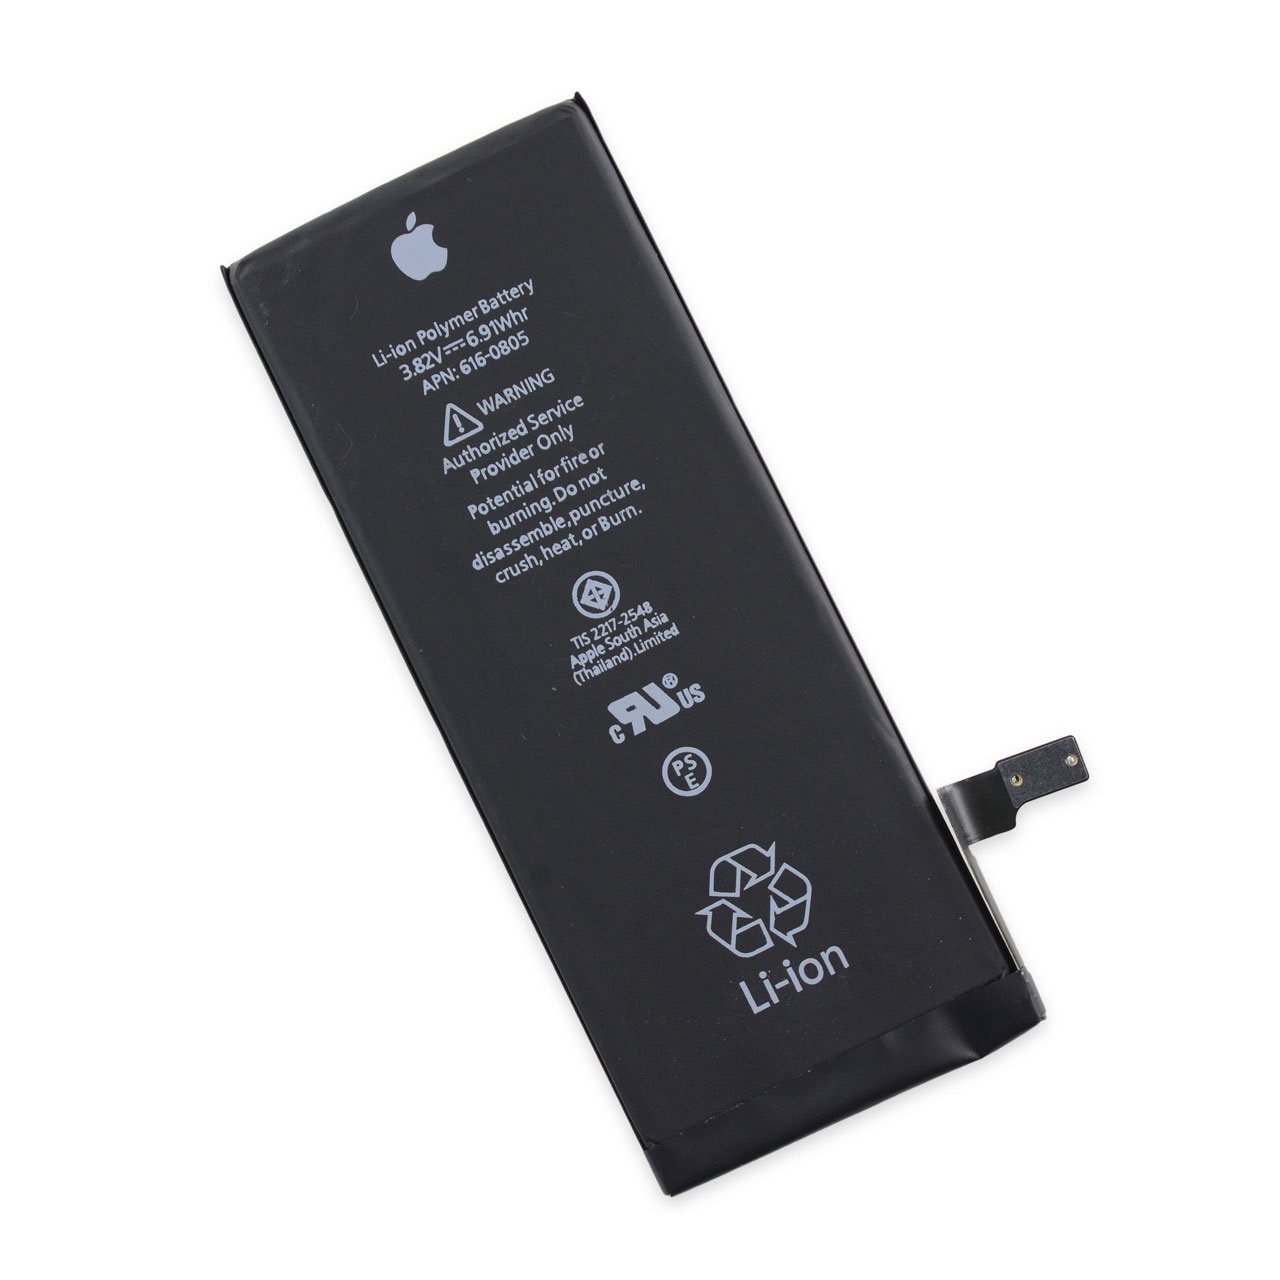 Li-ion Polymer Battery
3.82V⎓6.91Whr
APN: 616-0805
WARNING
Authorized Service
Provider Only
Potential for fire or
burning. Do not
disassemble, puncture,
crush, heat, or Burn.
TIS 2217-2548
Apple South Asia
(Thailand). Limited
c RU® US
PS
E
Li-ion